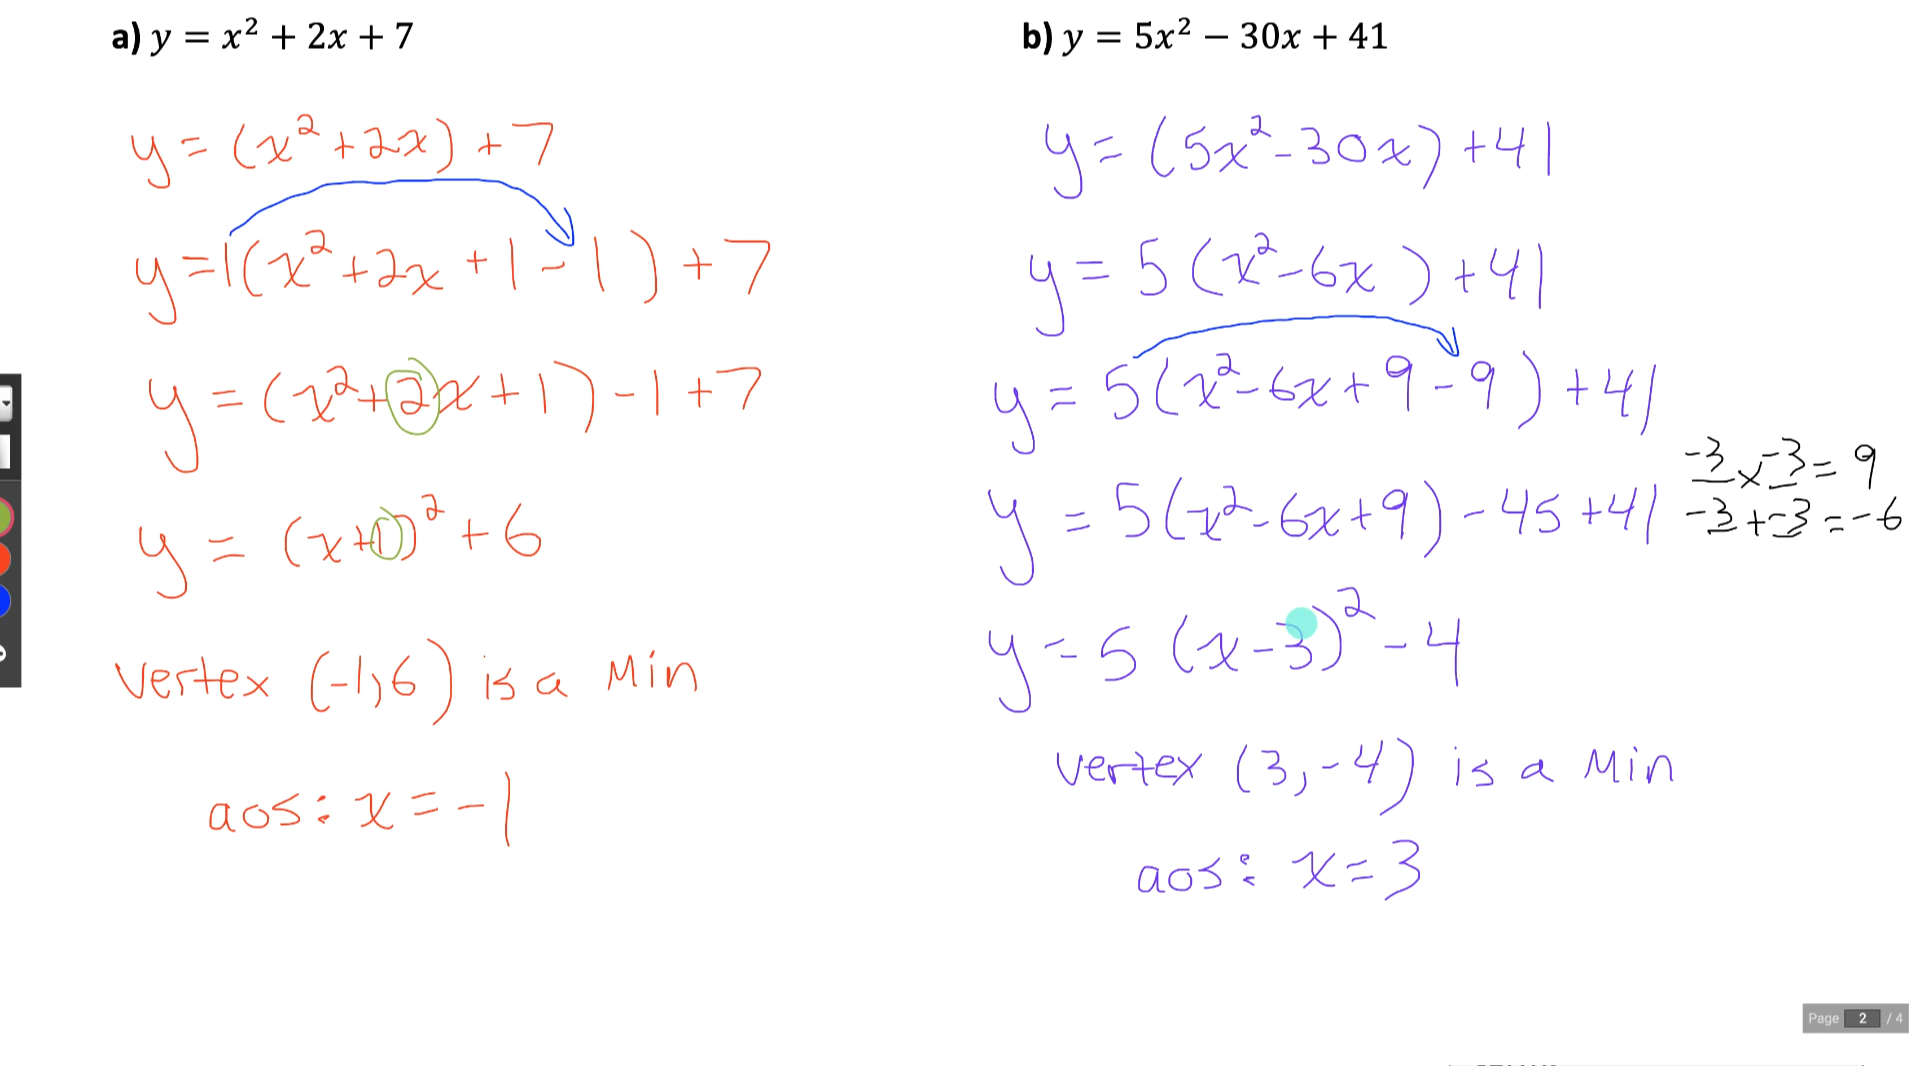 a) y = x² + 2x + 7
y = (x² + 2x) + 7
y = 1(x² + 2x + 1 - 1) + 7
y = (x² + 2x + 1) - 1 + 7
y = (x + 1)² + 6
vertex (-1, 6) is a Min
aos: x = -1
b) y = 5x² − 30x + 41
y = (5x² - 30x) + 41
y = 5(x² - 6x) + 41
y = 5(x² - 6x + 9 - 9) + 41
y = 5(x² - 6x + 9) - 45 + 41
y = 5(x - 3)² - 4
vertex (3, -4) is a Min
aos: x = 3
-3 × -3 = 9
-3 + -3 = -6
Page 2 / 4